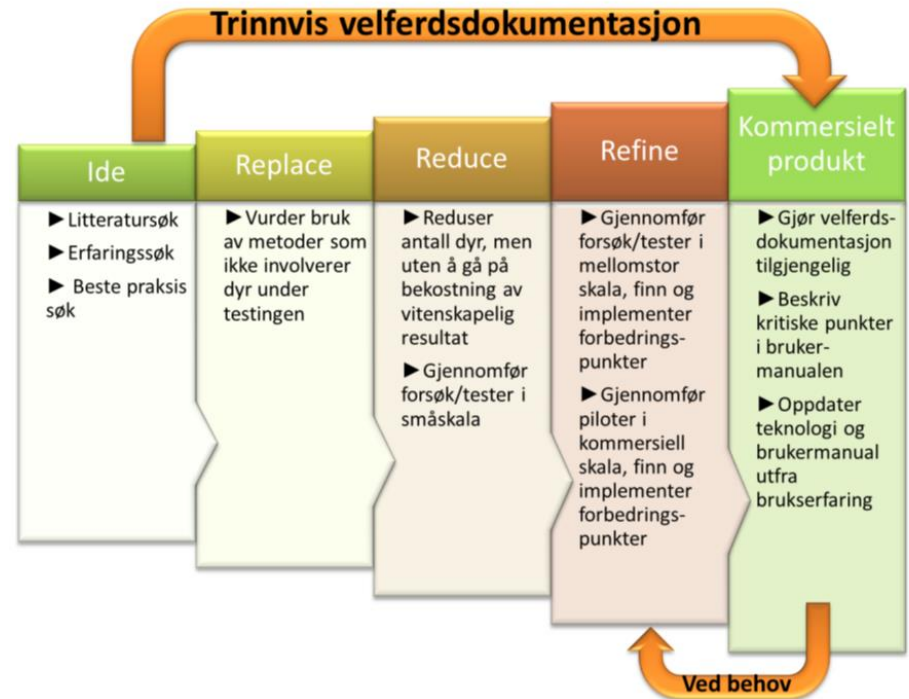 Trinnvis velferdsdokumentasjon
Ide
►Litteratursøk
►Erfaringssøk
► Beste praksis
søk
Replace
►Vurder bruk
av metoder som
ikke involverer
dyr under
testingen
Reduce
►Reduser
antall dyr, men
uten å gå på
bekostning av
vitenskapelig
resultat
►Gjennomfør
forsøk/tester i
småskala
Refine
►Gjennomfør
forsøk/tester i
mellomstor
skala, finn og
implementer
forbedrings-
punkter
►Gjennomfør
piloter i
kommersiell
skala, finn og
implementer
forbedrings-
punkter
Kommersielt
produkt
►Gjør velferds-
dokumentasjon
tilgjengelig
►Beskriv
kritiske punkter
i bruker-
manualen
►Oppdater
teknologi og
brukermanual
utfra
brukserfaring
Ved behov